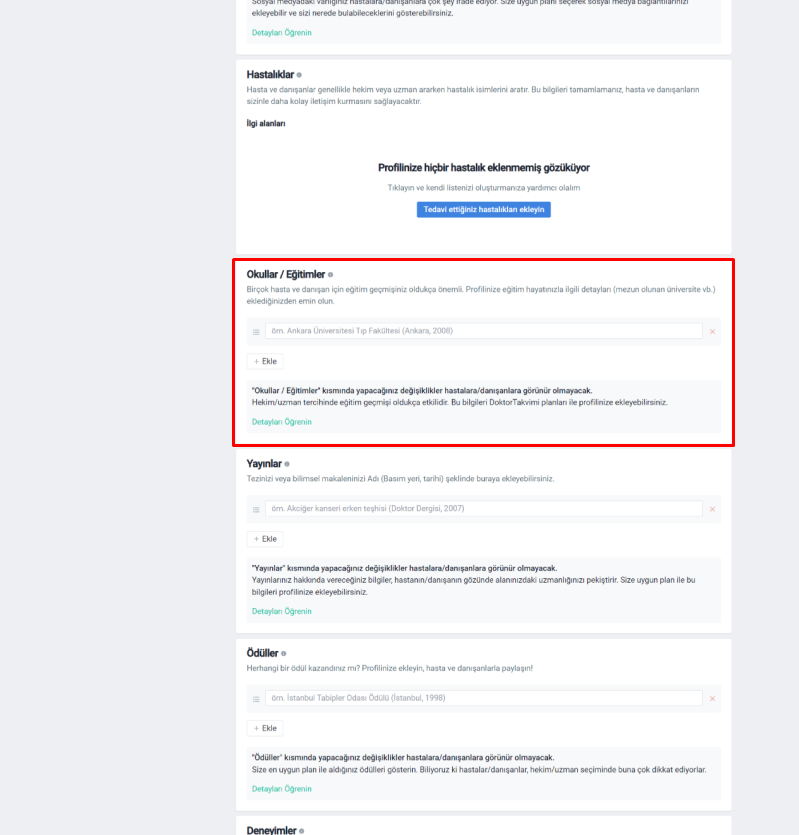 Sosyal medyadaki varlığınız hastalara/danışanlara çok şey ifade ediyor. Size uygun planı seçerek sosyal medya bağlantılarınızı
ekleyebilir ve sizi nerede bulabileceklerini gösterebilirsiniz.
Detayları Öğrenin
Hastalıklar
Hasta ve danışanlar genellikle hekim veya uzman ararken hastalık isimlerini aratır. Bu bilgileri tamamlamanız, hasta ve danışanların
sizinle daha kolay iletişim kurmasını sağlayacaktır.
İlgi alanları
Profilinize hiçbir hastalık eklenmemiş gözüküyor
Tıklayın ve kendi listenizi oluşturmanıza yardımcı olalım
Tedavi ettiğiniz hastalıkları ekleyin
Okullar / Eğitimler
Birçok hasta ve danışan için eğitim geçmişiniz oldukça önemli. Profilinize eğitim hayatınızla ilgili detayları (mezun olunan üniversite vb.)
eklediğinizden emin olun.
örn. Ankara Üniversitesi Tıp Fakültesi (Ankara, 2008)
+ Ekle
"Okullar / Eğitimler" kısmında yapacağınız değişiklikler hastalara/danışanlara görünür olmayacak.
Hekim/uzman tercihinde eğitim geçmişi oldukça etkilidir. Bu bilgileri DoktorTakvimi planları ile profilinize ekleyebilirsiniz.
Detayları Öğrenin
Yayınlar
Tezinizi veya bilimsel makaleninizi Adı (Basım yeri, tarihi) şeklinde buraya ekleyebilirsiniz.
örn. Akciğer kanseri erken teşhisi (Doktor Dergisi, 2007)
+ Ekle
"Yayınlar" kısmında yapacağınız değişiklikler hastalara/danışanlara görünür olmayacak.
Yayınlarınız hakkında vereceğiniz bilgiler, hastanın/danışanın gözünde alanınızdaki uzmanlığınızı pekiştirir. Size uygun plan ile bu
bilgileri profilinize ekleyebilirsiniz.
Detayları Öğrenin
Ödüller
Herhangi bir ödül kazandınız mı? Profilinize ekleyin, hasta ve danışanlarla paylaşın!
örn. İstanbul Tabipler Odası Ödülü (İstanbul, 1998)
+ Ekle
"Ödüller" kısmında yapacağınız değişiklikler hastalara/danışanlara görünür olmayacak.
Size en uygun plan ile aldığınız ödülleri gösterin. Biliyoruz ki hastalar/danışanlar, hekim/uzman seçiminde buna çok dikkat ediyorlar.
Detayları Öğrenin
Deneyimler